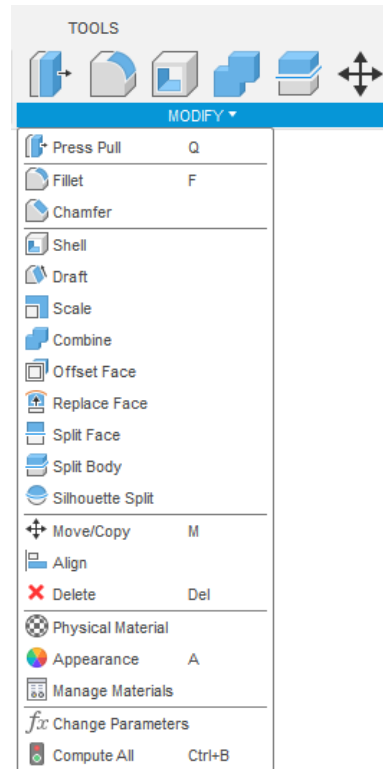 TOOLS
MODIFY ▾
Press Pull Q
Fillet F
Chamfer
Shell
Draft
Scale
Combine
Offset Face
Replace Face
Split Face
Split Body
Silhouette Split
Move/Copy M
Align
Delete Del
Physical Material
Appearance A
Manage Materials
fx Change Parameters
Compute All Ctrl+B